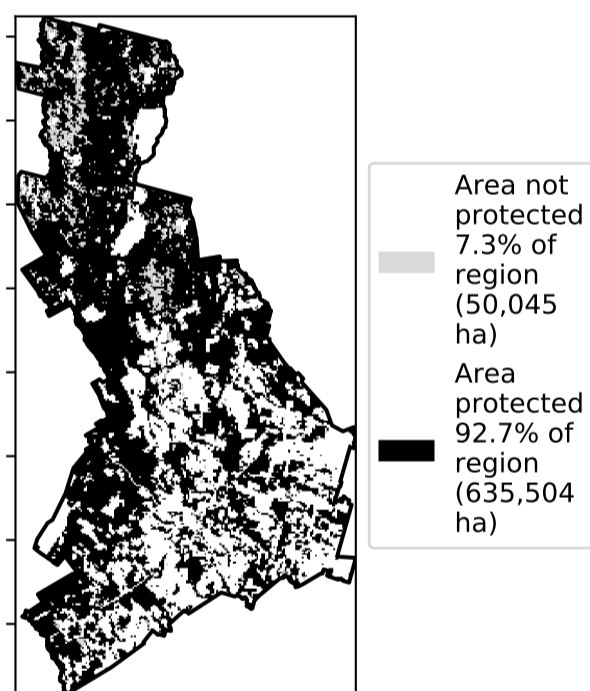 Area not
protected
7.3% of
region
(50,045
ha)
Area
protected
92.7% of
region
(635,504
ha)